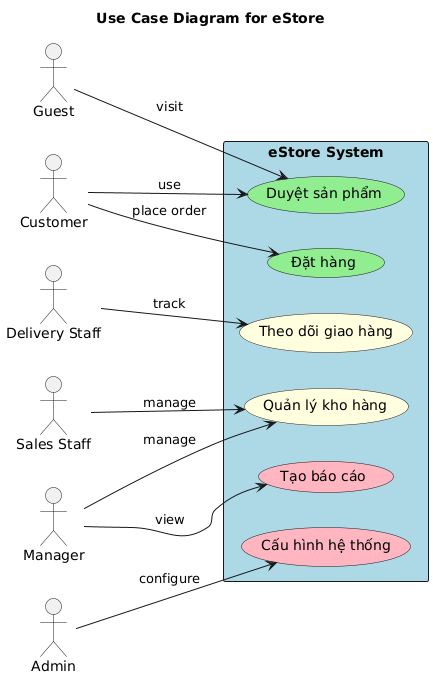 Use Case Diagram for eStore
Guest
visit
eStore System
Duyệt sản phẩm
Customer
use
place order
Đặt hàng
Delivery Staff
track
Theo dõi giao hàng
Sales Staff
manage
Quản lý kho hàng
manage
Manager
view
Tạo báo cáo
Admin
configure
Cấu hình hệ thống